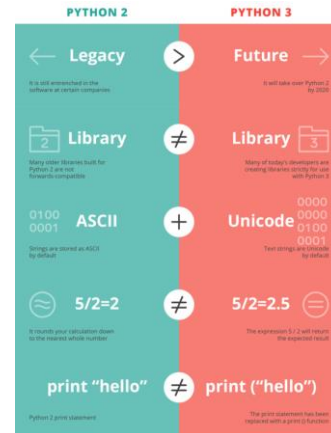 PYTHON 2
PYTHON 3
Legacy
>
Future
It is still entrenched in the
software at certain companies
It will take over Python 2
by 2020
2
Library
≠
Library
3
Many older libraries built for
Python 2 are not
forwards-compatible
Many of today's developers are
creating libraries strictly for use
with Python 3
0100
0001
ASCII
+
Unicode
0000
0000
0100
0001
Strings are stored as ASCII
by default
Text strings are Unicode
by default
5/2=2
≠
5/2=2.5
It rounds your calculation down
to the nearest whole number
The expression 5 / 2 will return
the expected result
print "hello"
≠
print ("hello")
Python 2 print statement
The print statement has been
replaced with a print () function